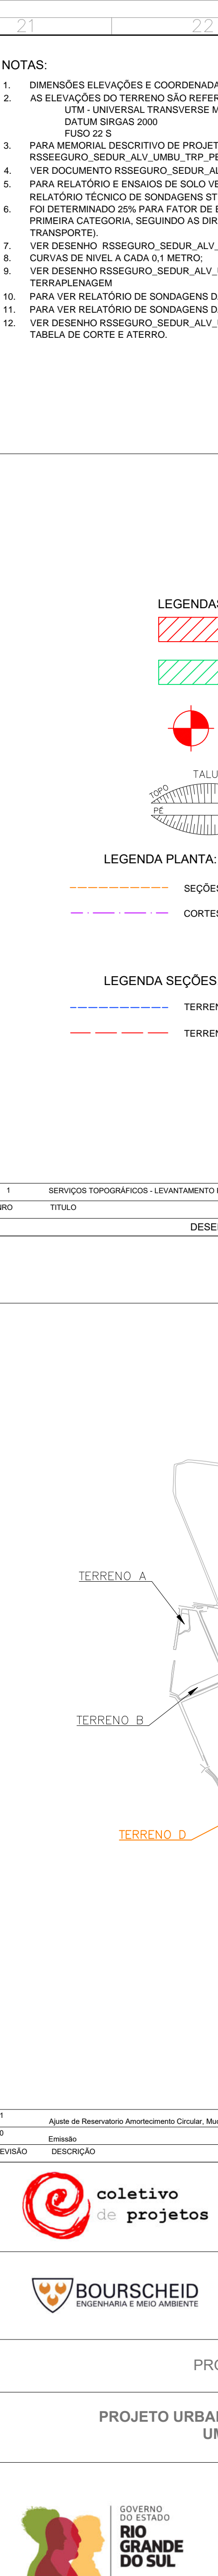 21 22
NOTAS:
1. DIMENSÕES ELEVAÇÕES E COORDENADA
2. AS ELEVAÇÕES DO TERRENO SÃO REFER
UTM - UNIVERSAL TRANSVERSE M
DATUM SIRGAS 2000
FUSO 22 S
3. PARA MEMORIAL DESCRITIVO DE PROJET
RSSEEGURO_SEDUR_ALV_UMBU_TRP_PE
4. VER DOCUMENTO RSSEGURO_SEDUR_AL
5. PARA RELATÓRIO E ENSAIOS DE SOLO VE
RELATÓRIO TÉCNICO DE SONDAGENS ST
6. FOI DETERMINADO 25% PARA FATOR DE E
PRIMEIRA CATEGORIA, SEGUINDO AS DIR
TRANSPORTE).
7. VER DESENHO RSSEGURO_SEDUR_ALV_
8. CURVAS DE NIVEL A CADA 0,1 METRO;
9. VER DESENHO RSSEGURO_SEDUR_ALV_U
TERRAPLENAGEM
10. PARA VER RELATÓRIO DE SONDAGENS D
11. PARA VER RELATÓRIO DE SONDAGENS D
12. VER DESENHO RSSEGURO_SEDUR_ALV_U
TABELA DE CORTE E ATERRO.
LEGENDAS
TALU
TOPO
PÉ
LEGENDA PLANTA:
SEÇÕES
CORTES
LEGENDA SEÇÕES
TERREN
TERREN
1 SERVIÇOS TOPOGRÁFICOS - LEVANTAMENTO
NRO TITULO
DESE
TERRENO A
TERRENO B
TERRENO D
1 Ajuste de Reservatorio Amortecimento Circular, Mu
0 Emissão
EVISÃO DESCRIÇÃO
coletivo
de projetos
BOURSCHEID
ENGENHARIA E MEIO AMBIENTE
PRO
PROJETO URBA
UM
GOVERNO
DO ESTADO
RIO
GRANDE
DO SUL